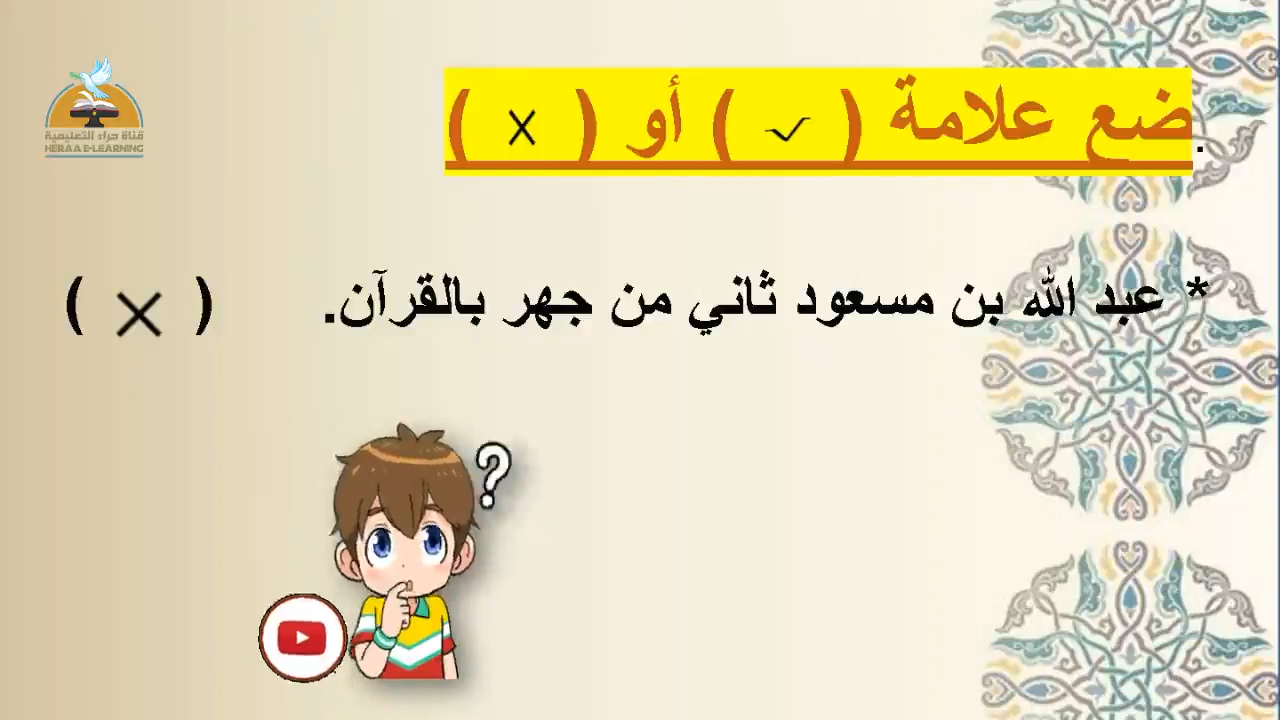 قناة حراء التعليمية
HERAA E-LEARNING
ضع علامة ( ✓ ) أو ( × ).
* عبد الله بن مسعود ثاني من جهر بالقرآن. ( × )
?